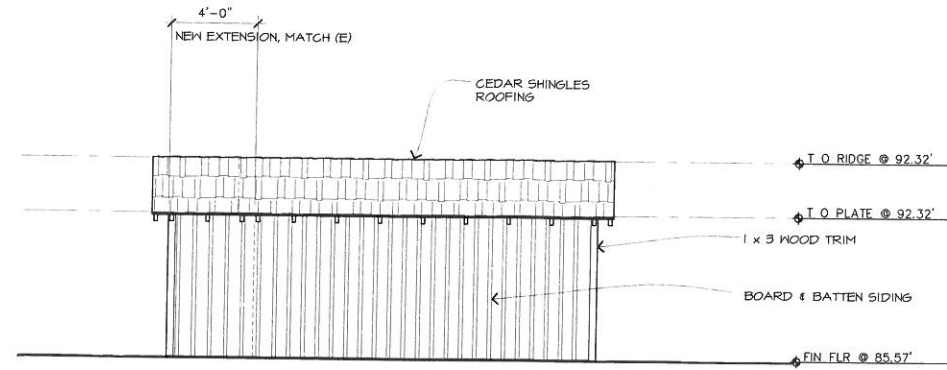 4'-0"
NEW EXTENSION, MATCH (E)
CEDAR SHINGLES
ROOFING
T O RIDGE @ 92.32'
T O PLATE @ 92.32'
1 x 3 WOOD TRIM
BOARD & BATTEN SIDING
FIN FLR @ 85.57'